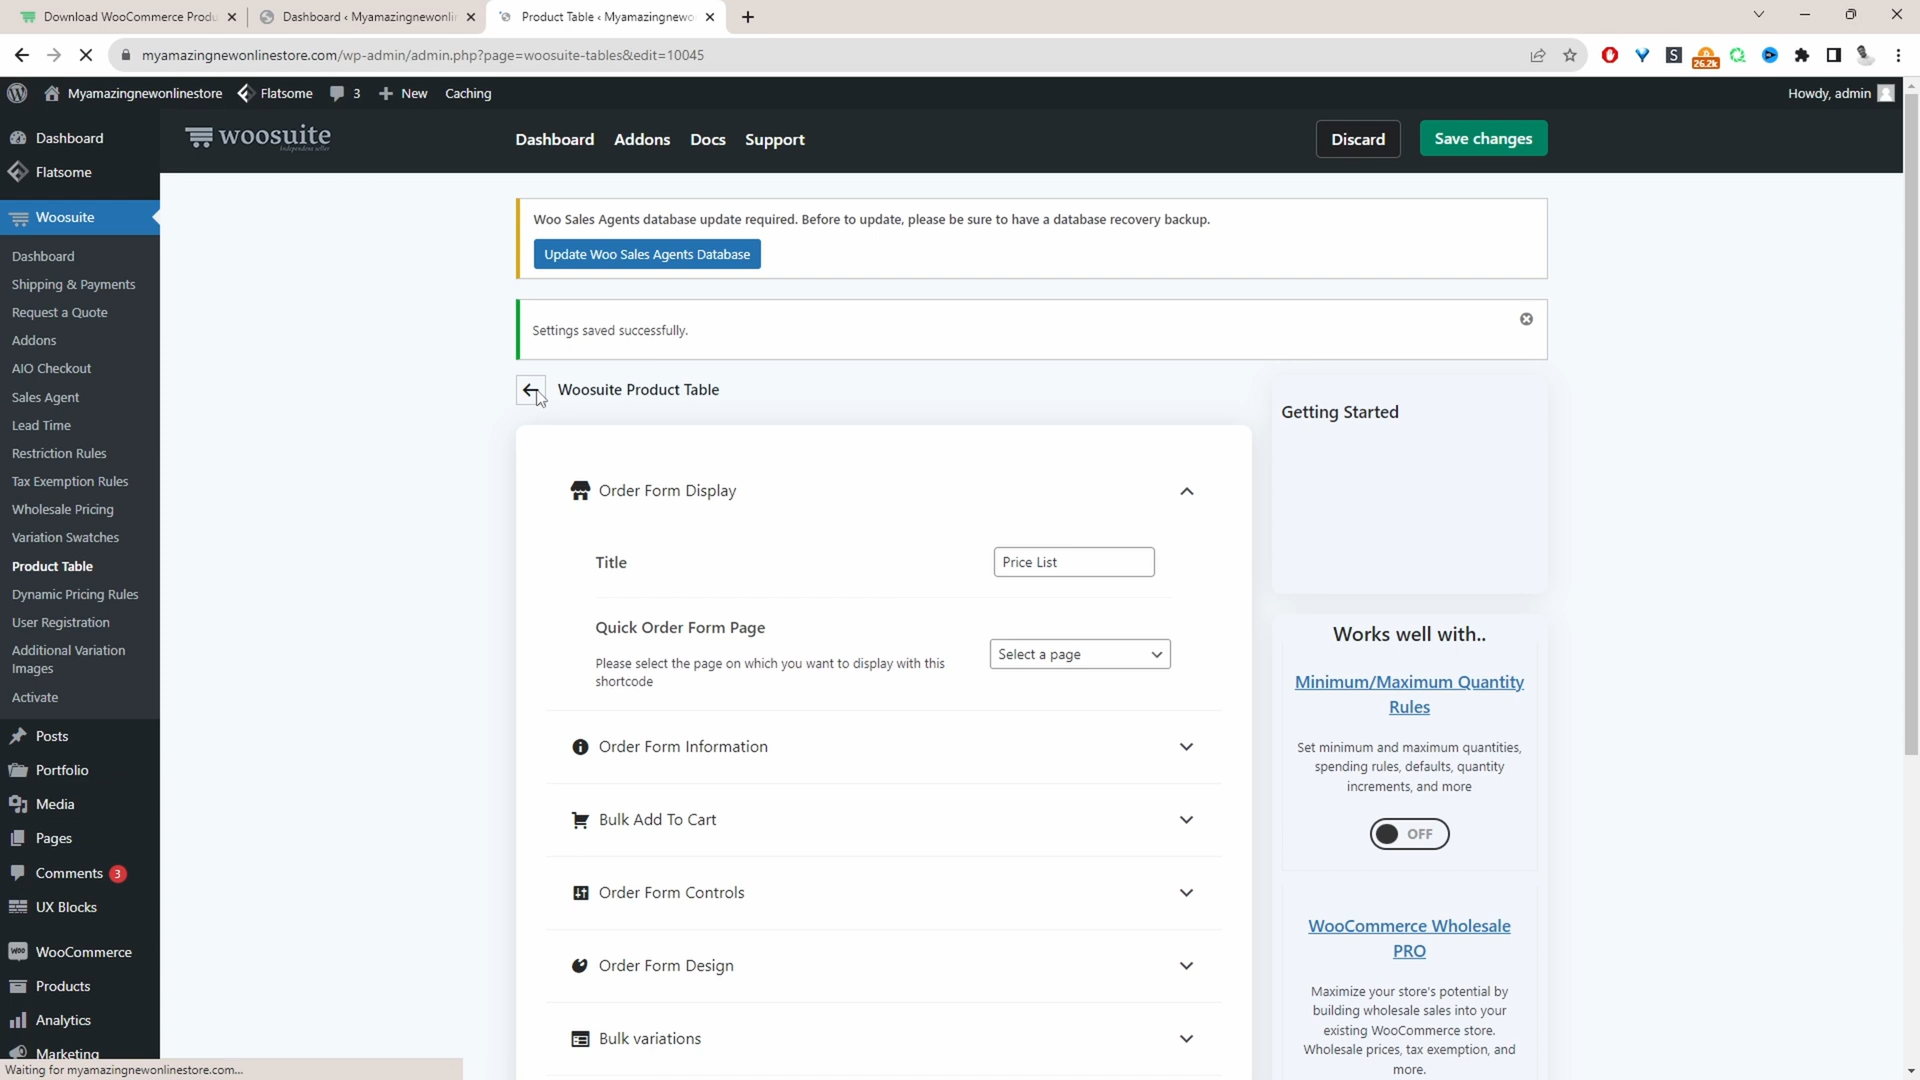 Download WooCommerce Produ
Dashboard ‹ Myamazingnewonlin
Product Table ‹ Myamazingnewo
myamazingnewonlinestore.com/wp-admin/admin.php?page=woosuite-tables&edit=10045
26.2k
Myamazingnewonlinestore
Flatsome
3
New
Caching
Howdy, admin
woosuite
Independent seller
Dashboard
Addons
Docs
Support
Discard
Save changes
Dashboard
Flatsome
Woosuite
Dashboard
Shipping & Payments
Request a Quote
Addons
AIO Checkout
Sales Agent
Lead Time
Restriction Rules
Tax Exemption Rules
Wholesale Pricing
Variation Swatches
Product Table
Dynamic Pricing Rules
User Registration
Additional Variation
Images
Activate
Posts
Portfolio
Media
Pages
Comments 3
UX Blocks
WooCommerce
Products
Analytics
Marketing
Woo Sales Agents database update required. Before to update, please be sure to have a database recovery backup.
Update Woo Sales Agents Database
Settings saved successfully.
Woosuite Product Table
Order Form Display
Title
Price List
Quick Order Form Page
Please select the page on which you want to display with this
shortcode
Select a page
Order Form Information
Bulk Add To Cart
Order Form Controls
Order Form Design
Bulk variations
Getting Started
Works well with..
Minimum/Maximum Quantity
Rules
Set minimum and maximum quantities,
spending rules, defaults, quantity
increments, and more
OFF
WooCommerce Wholesale
PRO
Maximize your store's potential by
building wholesale sales into your
existing WooCommerce store.
Wholesale prices, tax exemption, and
more.
Waiting for myamazingnewonlinestore.com...